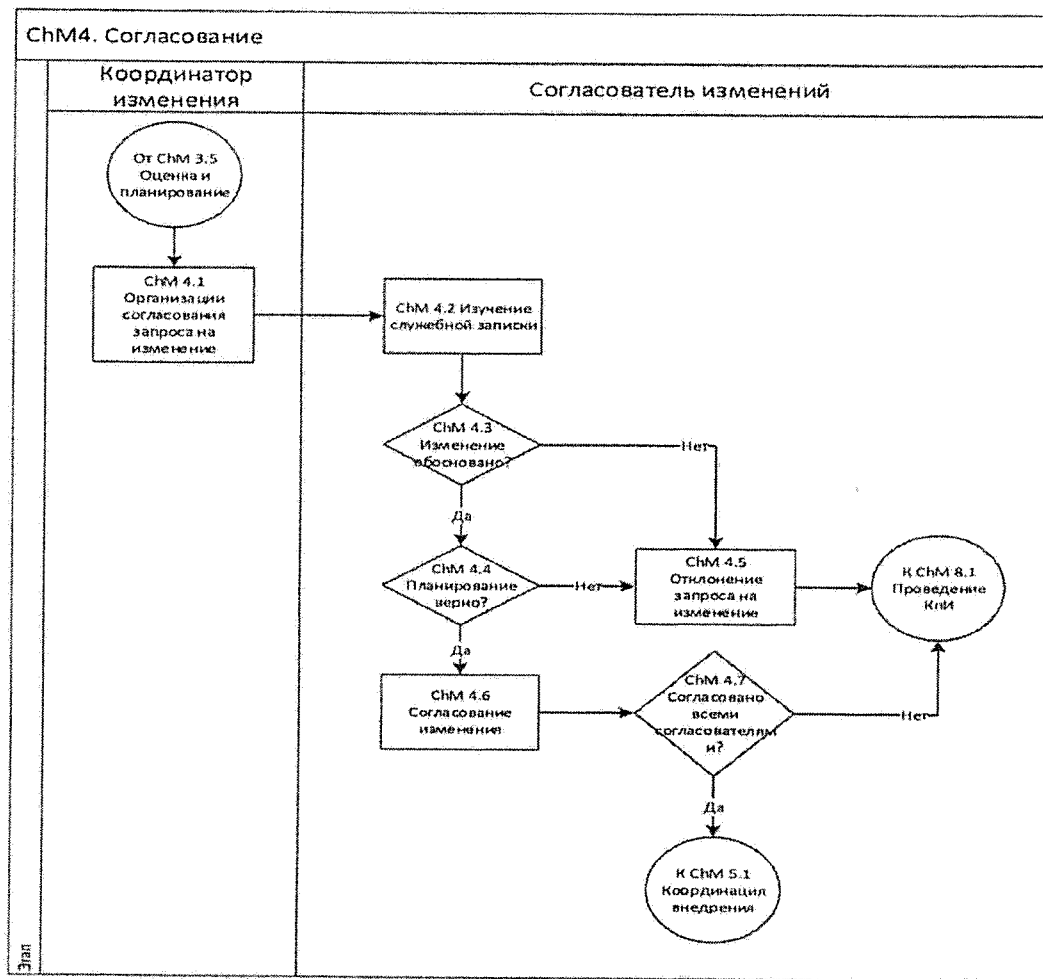 ChM4. Согласование
Координатор
изменения
Согласователь изменений
От ChM 3.5
Оценка и
планирование
ChM 4.1
Организации
согласования
запроса на
изменение
ChM 4.2 Изучение
служебной записки
ChM 4.3
Изменение
обосновано?
Нет
Да
ChM 4.4
Планирование
верно?
Нет
ChM 4.5
Отклонение
запроса на
изменение
К ChM 8.1
Проведение
КпИ
Да
ChM 4.6
Согласование
изменения
ChM 4.7
Согласовано
всеми
согласователям
и?
Нет
Да
К ChM 5.1
Координация
внедрения
Этап